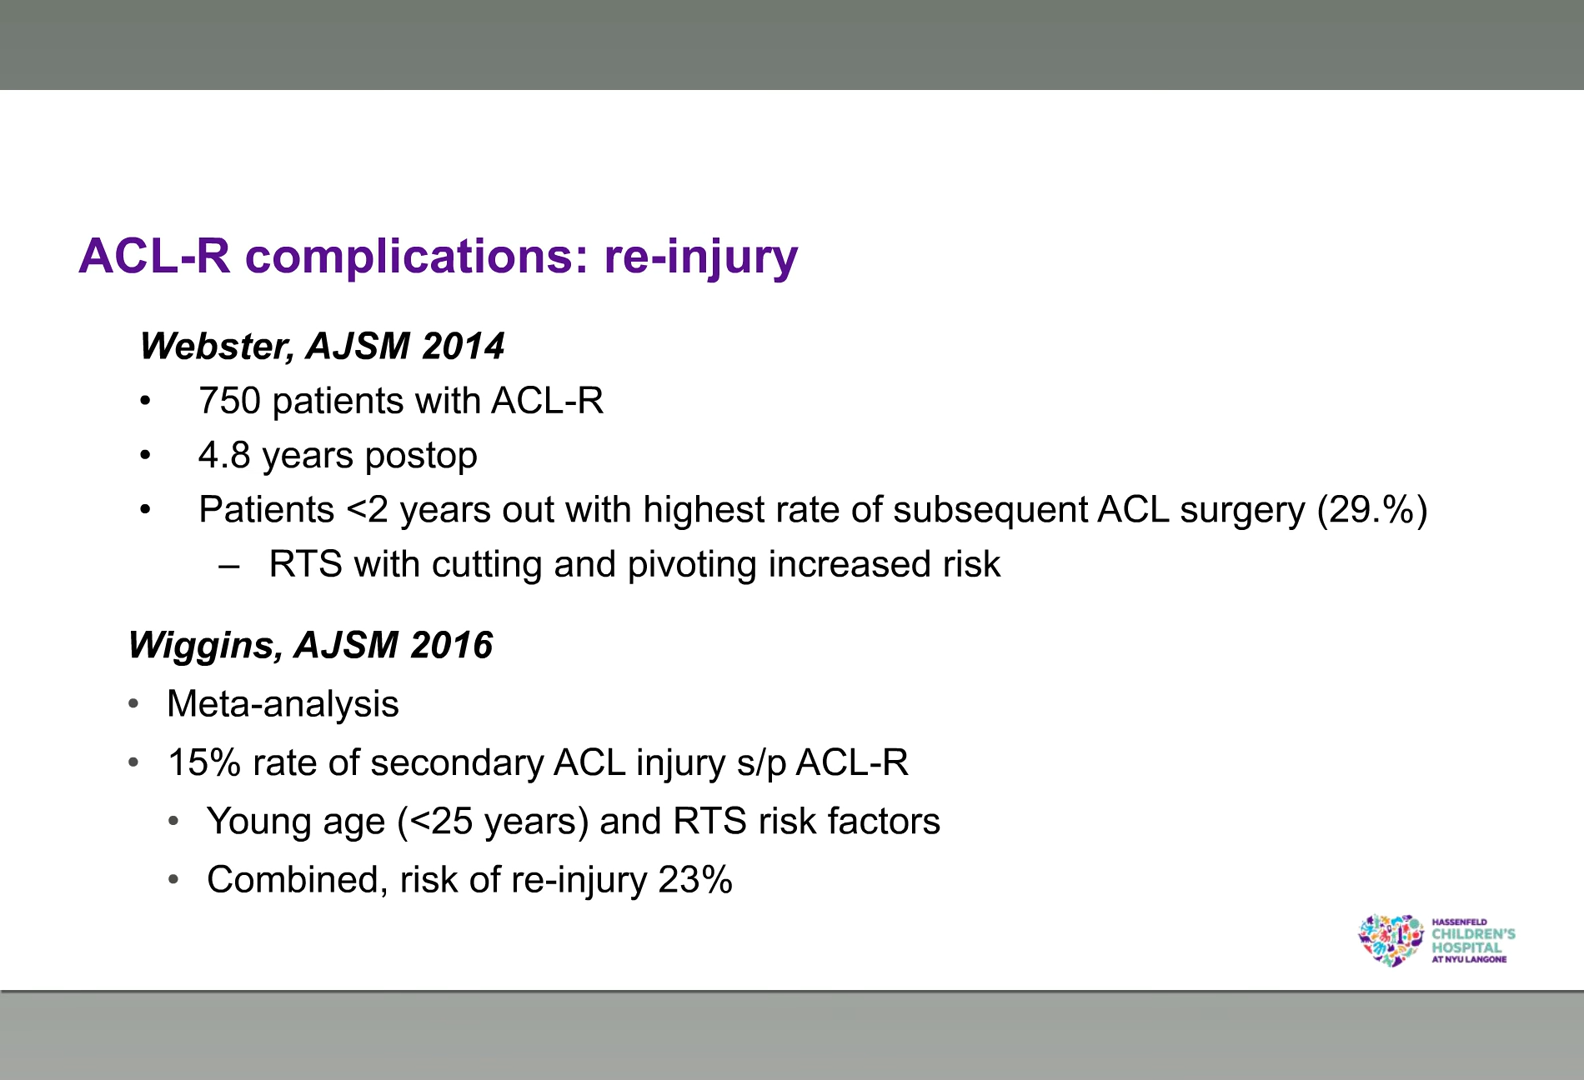 ACL-R complications: re-injury
Webster, AJSM 2014
• 750 patients with ACL-R
• 4.8 years postop
• Patients <2 years out with highest rate of subsequent ACL surgery (29.%)
– RTS with cutting and pivoting increased risk
Wiggins, AJSM 2016
• Meta-analysis
• 15% rate of secondary ACL injury s/p ACL-R
• Young age (<25 years) and RTS risk factors
• Combined, risk of re-injury 23%
HASSENFELD
CHILDREN'S
HOSPITAL
AT NYU LANGONE